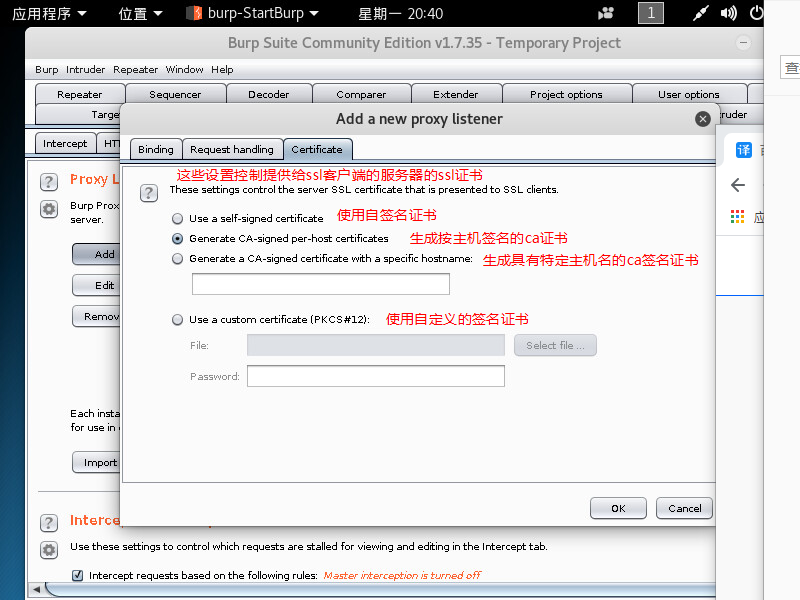 应用程序 位置 burp-StartBurp 星期一 20:40 1
Burp Suite Community Edition v1.7.35 - Temporary Project
Burp Intruder Repeater Window Help
Repeater Sequencer Decoder Comparer Extender Project options User options
Targe ruder
Add a new proxy listener
Intercept HT
Binding Request handling Certificate
这些设置控制提供给ssl客户端的服务器的ssl证书
Proxy L
These settings control the server SSL certificate that is presented to SSL clients.
Burp Prox
server.
Use a self-signed certificate 使用自签名证书
Generate CA-signed per-host certificates 生成按主机签名的ca证书
Add
Generate a CA-signed certificate with a specific hostname: 生成具有特定主机名的ca签名证书
Edit
Remov
Use a custom certificate (PKCS#12): 使用自定义的签名证书
File: Select file ...
Password:
Each insta
for use in
Import
OK Cancel
Interce
Use these settings to control which requests are stalled for viewing and editing in the Intercept tab.
Intercept requests based on the following rules: Master interception is turned off
查
译
应